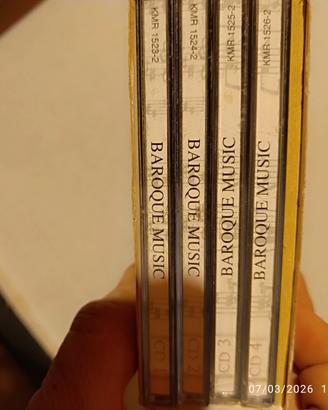 KMR 1523-2
BAROQUE MUSIC
CD
KMR 1524-2
BAROQUE MUSIC
CD 2
KMR 1525-2
BAROQUE MUSIC
CD 3
KMR 1526-2
BAROQUE MUSIC
CD 4
07/03/2026 1